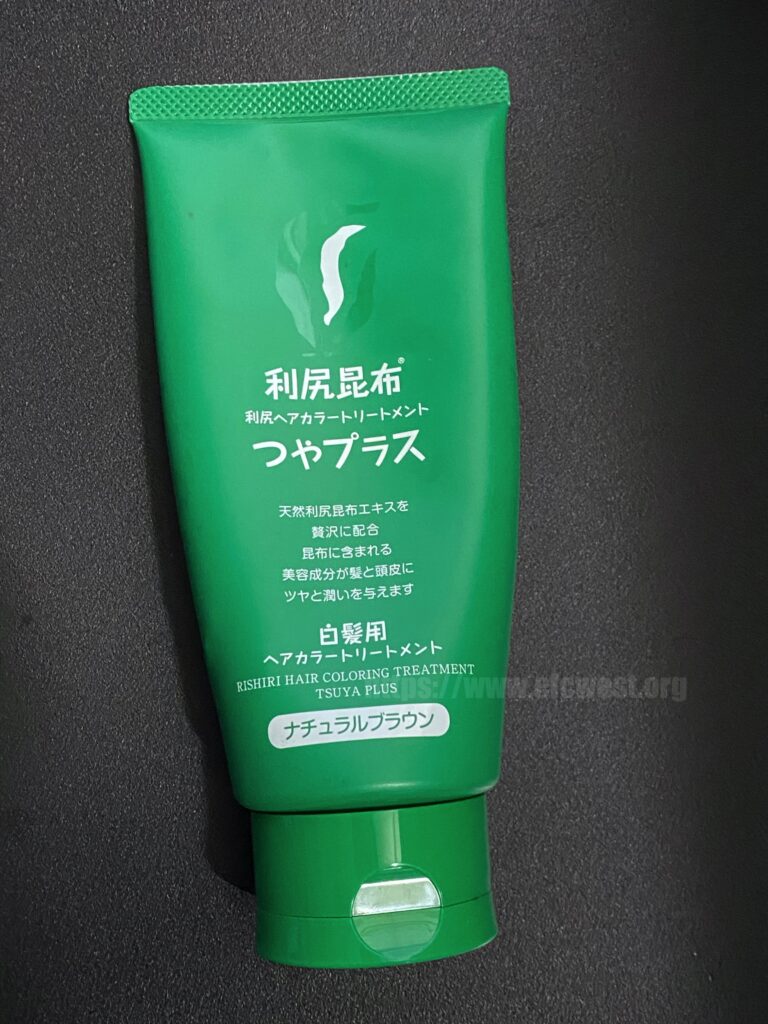 利尻昆布®
利尻ヘアカラートリートメント
つやプラス
天然利尻昆布エキスを
贅沢に配合
昆布に含まれる
美容成分が髪と頭皮に
ツヤと潤いを与えます
白髪用
ヘアカラートリートメント
RISHIRI HAIR COLORING TREATMENT
TSUYA PLUS
https://www.efcwest.org
ナチュラルブラウン